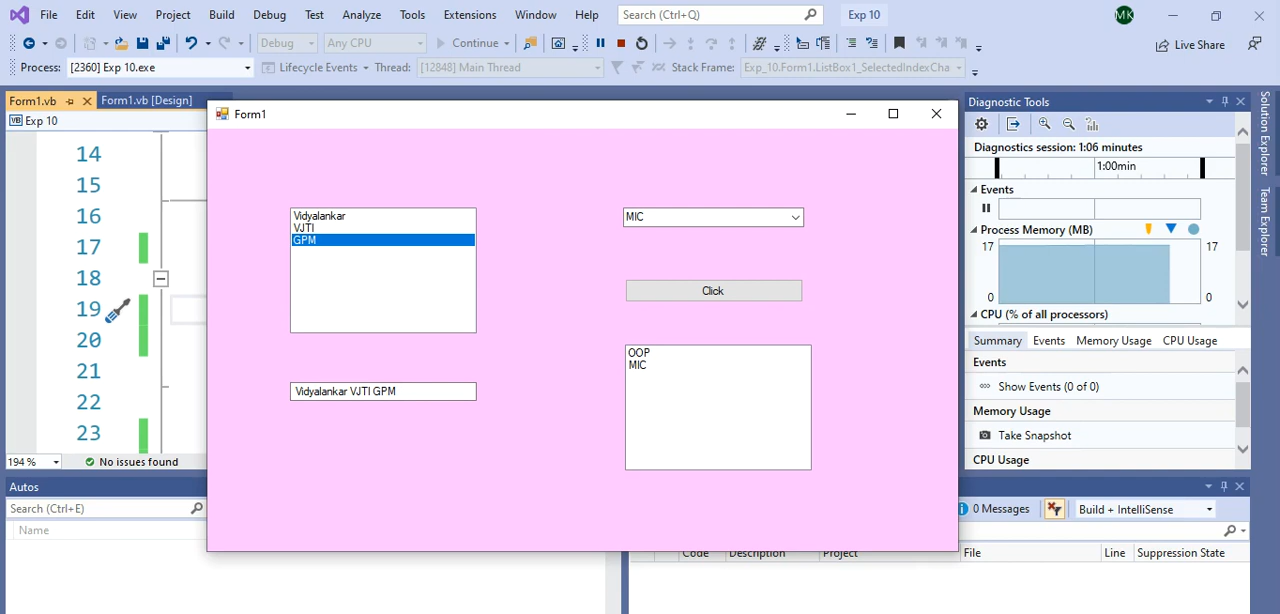 File Edit View Project Build Debug Test Analyze Tools Extensions Window Help Search (Ctrl+Q) Exp 10 MK
Debug Any CPU Continue Live Share
Process: [2360] Exp 10.exe Lifecycle Events Thread: [12848] Main Thread Stack Frame: Exp_10.Form1.ListBox1_SelectedIndexCha
Form1.vb Form1.vb [Design]
VB Exp 10
14
15
16
17
18
19
20
21
22
23
194 % No issues found
Form1
Vidyalankar
VJTI
GPM
Vidyalankar VJTI GPM
MIC
Click
OOP
MIC
Diagnostic Tools
Diagnostics session: 1:06 minutes
1:00min
Events
Process Memory (MB)
17 17
0 0
CPU (% of all processors)
Summary Events Memory Usage CPU Usage
Events
Show Events (0 of 0)
Memory Usage
Take Snapshot
CPU Usage
Solution Explorer
Team Explorer
Autos
Search (Ctrl+E)
Name
0 Messages Build + IntelliSense
Code Description Project File Line Suppression State